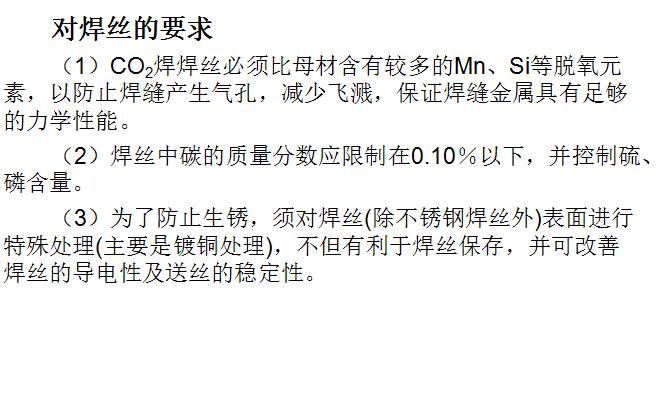 对焊丝的要求
（1）CO₂焊焊丝必须比母材含有较多的Mn、Si等脱氧元
素，以防止焊缝产生气孔，减少飞溅，保证焊缝金属具有足够
的力学性能。
（2）焊丝中碳的质量分数应限制在0.10％以下，并控制硫、
磷含量。
（3）为了防止生锈，须对焊丝(除不锈钢焊丝外)表面进行
特殊处理(主要是镀铜处理)，不但有利于焊丝保存，并可改善
焊丝的导电性及送丝的稳定性。